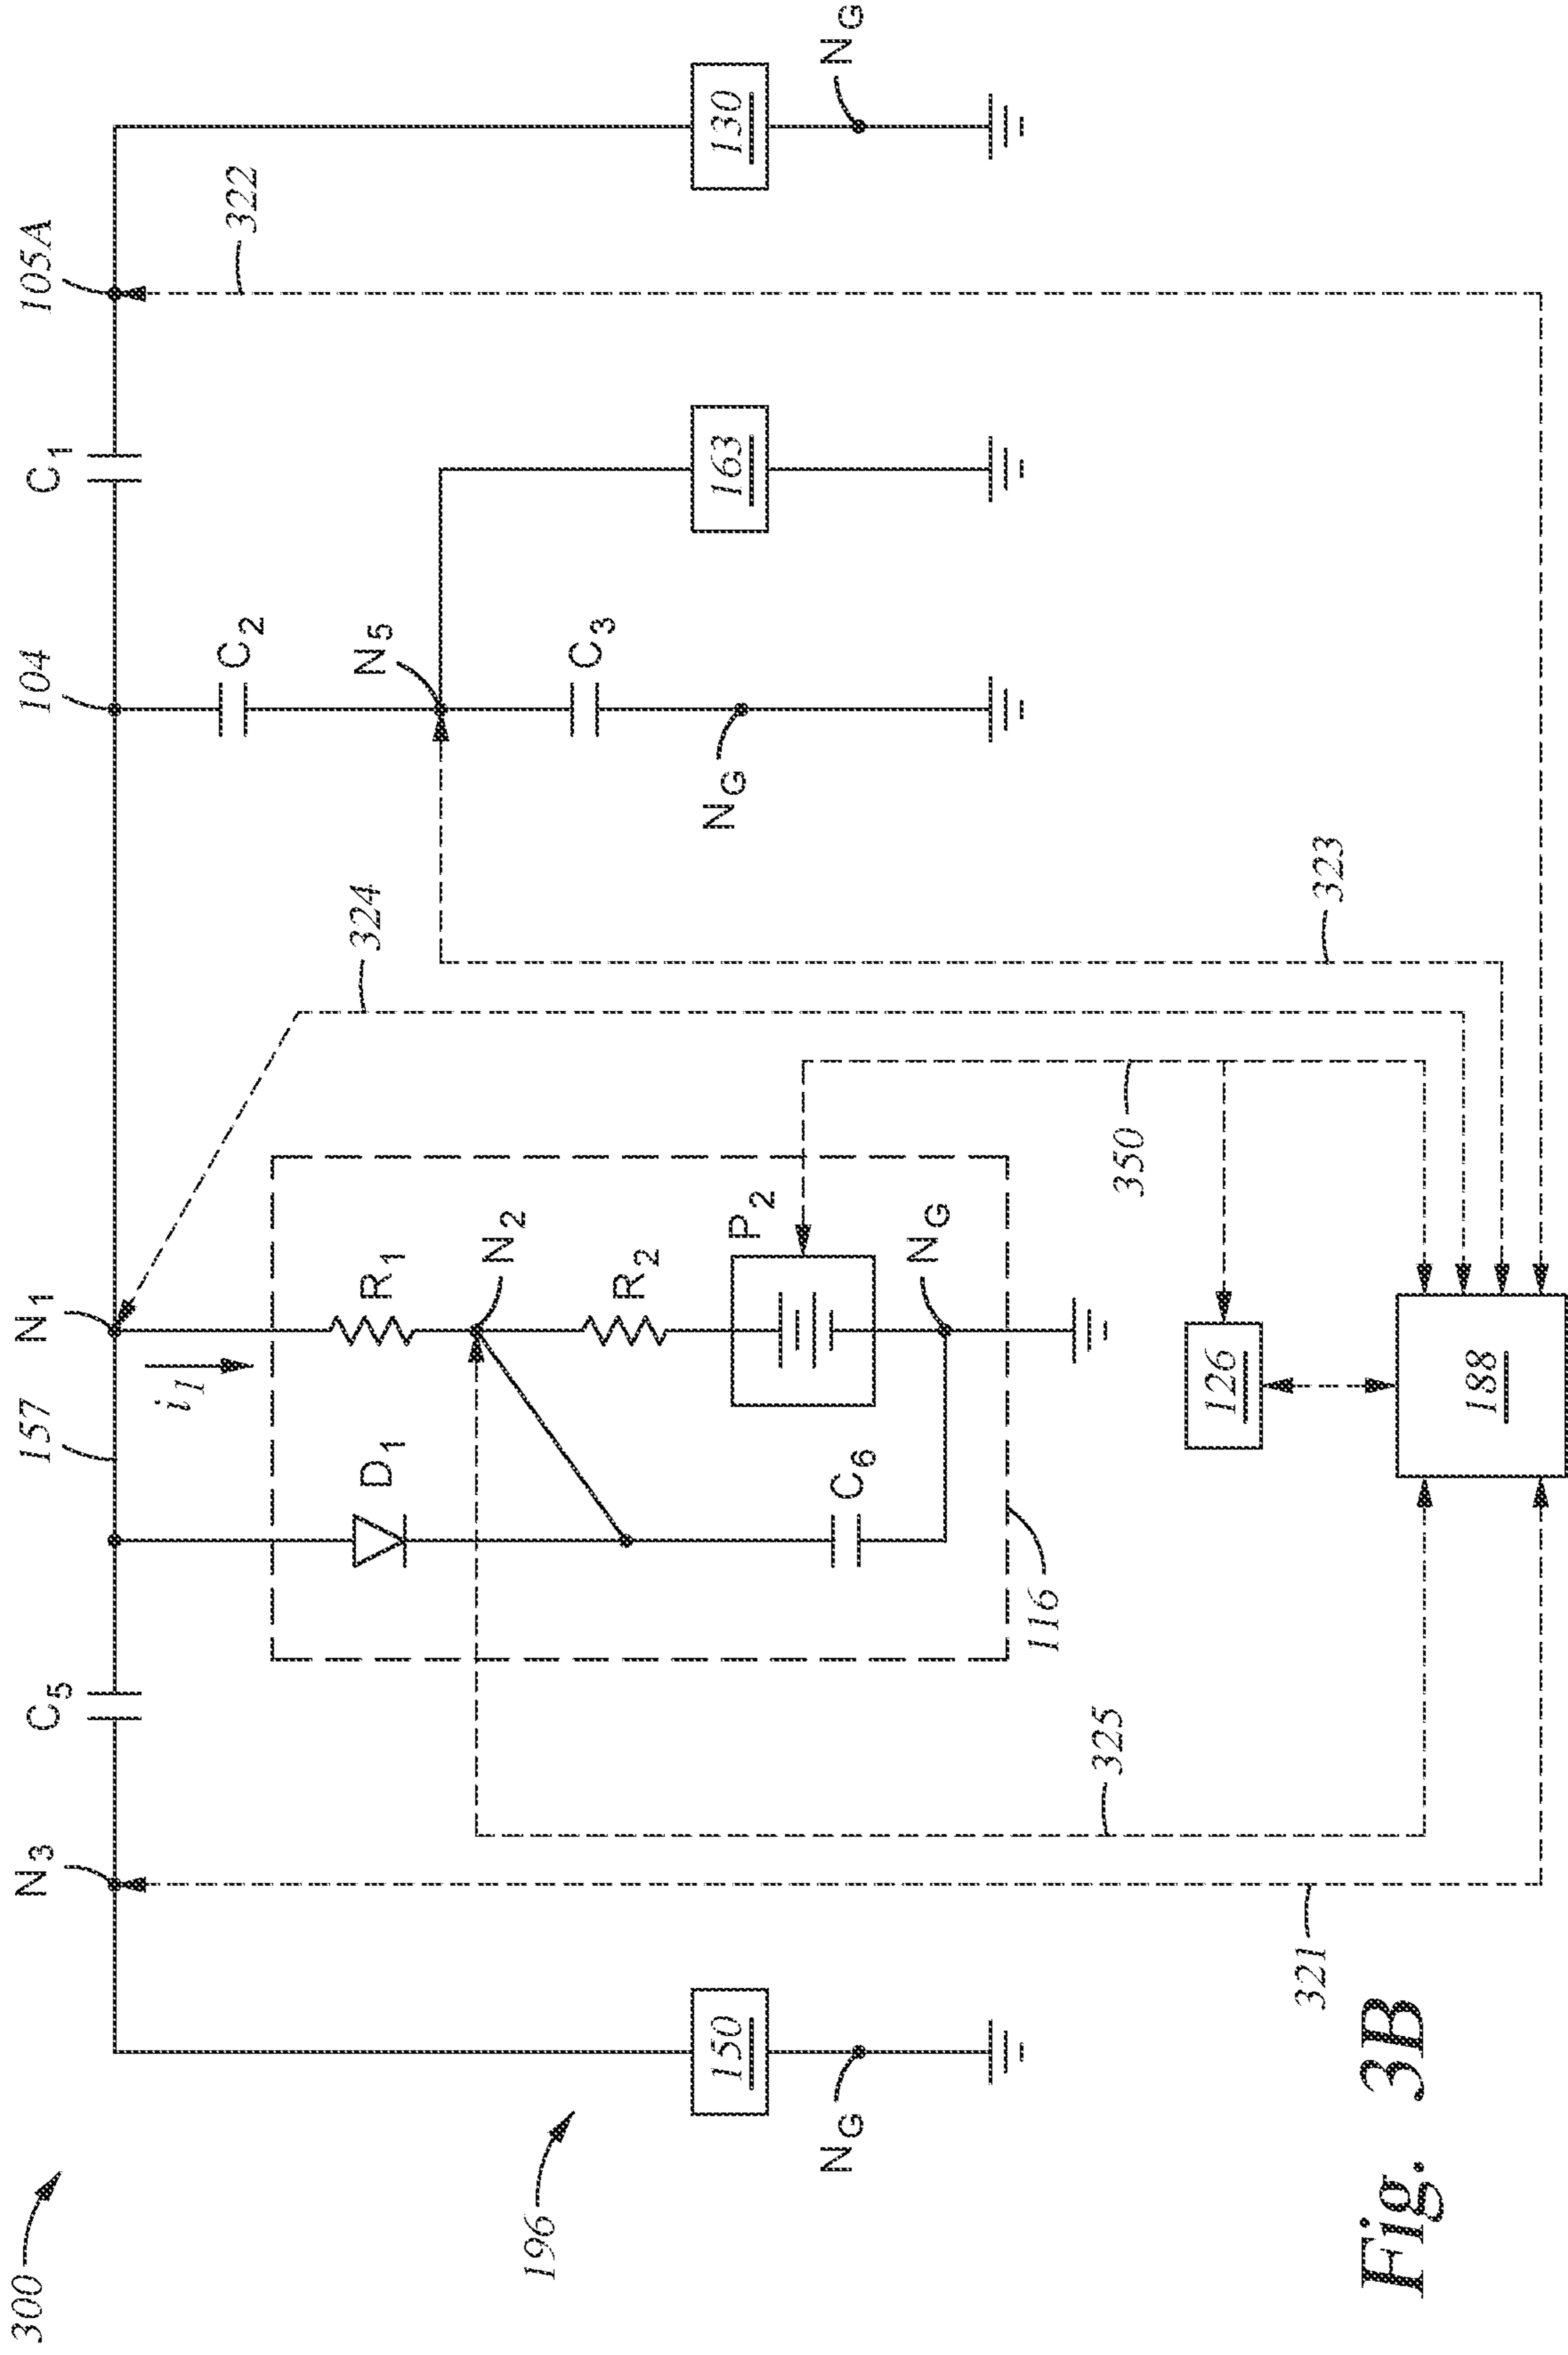 300
N3
C5
157
N1
104
C1
105A
i1
322
324
D1
R1
C2
N5
N2
196
R2
C3
P2
NG
150
163
130
C6
NG
NG
NG
116
325
350
323
321
126
188
Fig. 3B